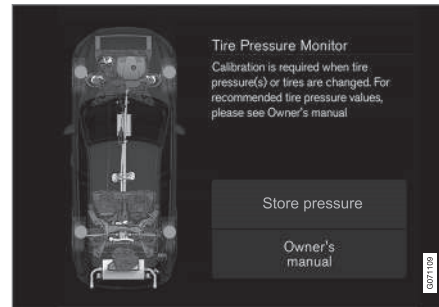 Tire Pressure Monitor
Calibration is required when tire
pressure(s) or tires are changed. For
recommended tire pressure values,
please see Owner's manual
Store pressure
Owner's
manual
G071109